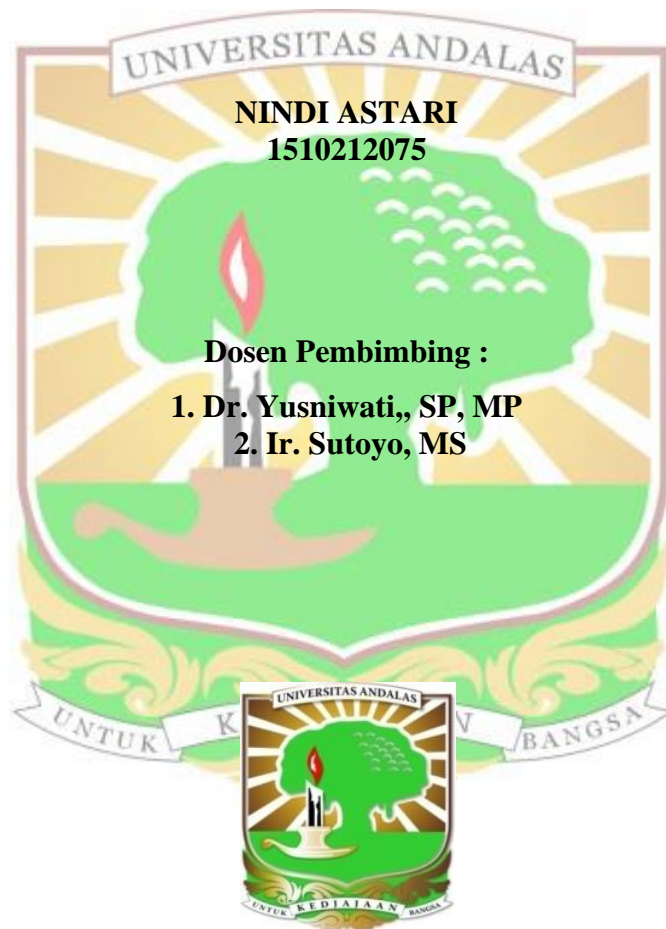 UNIVERSITAS ANDALAS
NINDI ASTARI
1510212075
Dosen Pembimbing :
1. Dr. Yusniwati,, SP, MP
2. Ir. Sutoyo, MS
UNTUK K N BANGSA
UNIVERSITAS ANDALAS
UNTUK KEDJAJAAN BANGSA